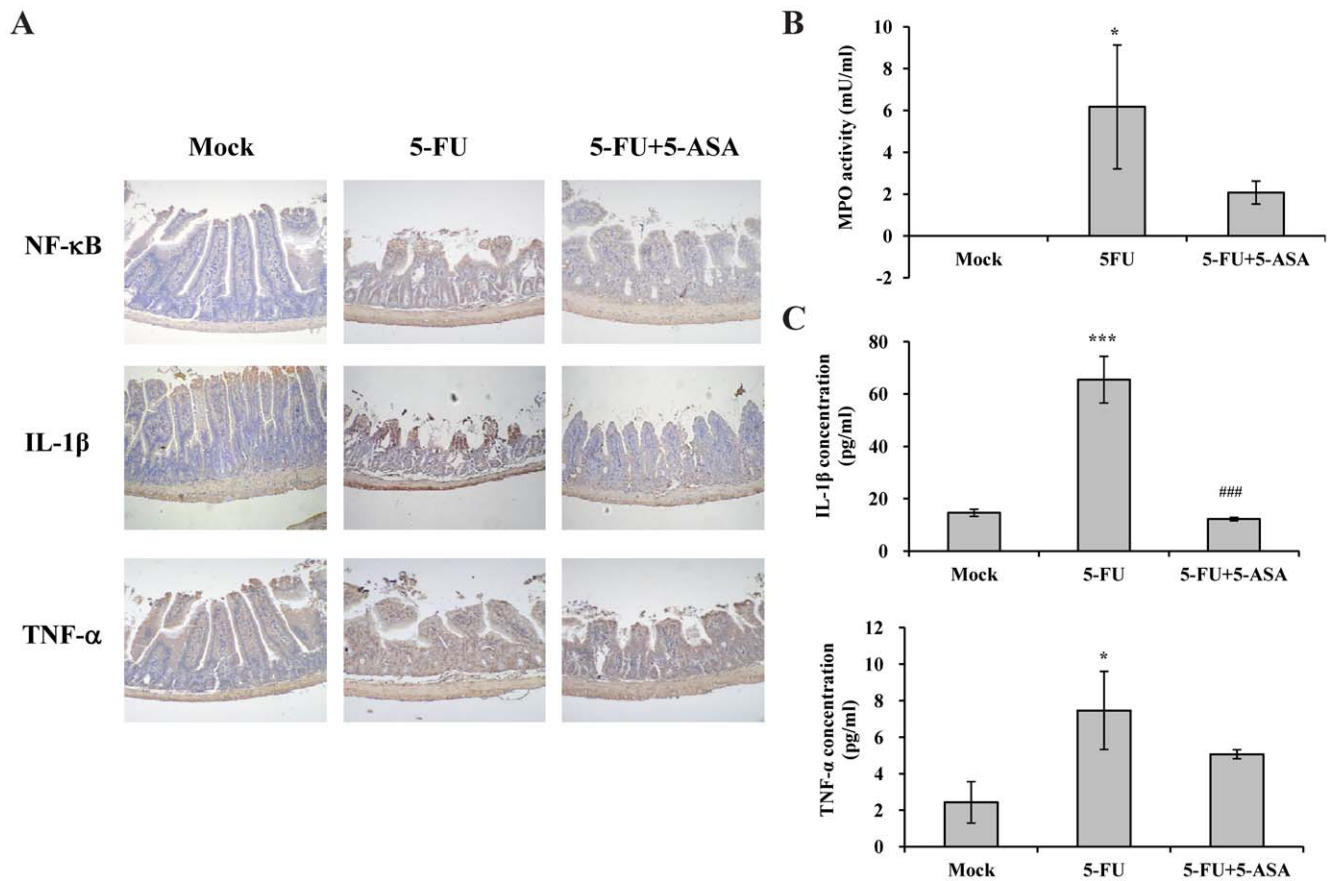 A
Mock 5-FU 5-FU+5-ASA
NF-κB
IL-1β
TNF-α
B
MPO activity (mU/ml)
10
8
6
4
2
0
-2
*
Mock 5FU 5-FU+5-ASA
C
IL-1β concentration
(pg/ml)
80
60
40
20
0
***
###
Mock 5-FU 5-FU+5-ASA
TNF-α concentration
(pg/ml)
12
10
8
6
4
2
0
*
Mock 5-FU 5-FU+5-ASA